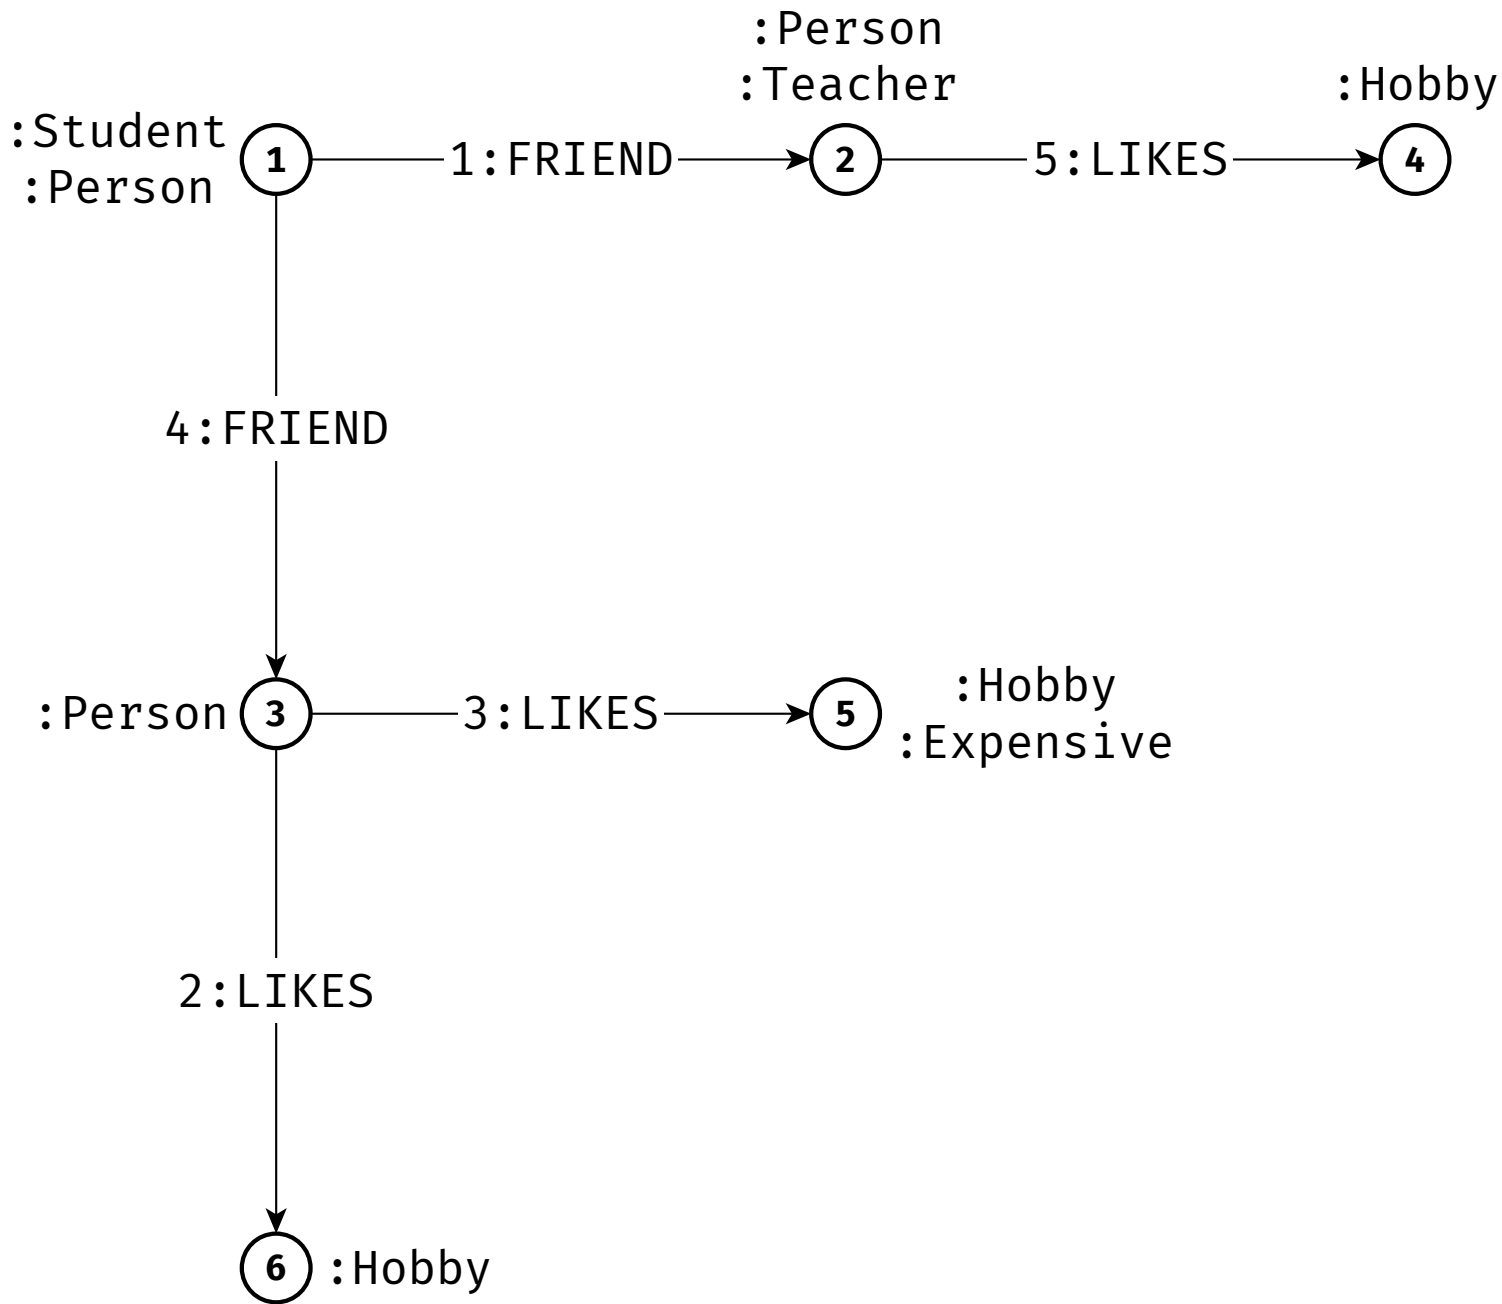 :Person
:Teacher
:Hobby
:Student
:Person
1
1:FRIEND
2
5:LIKES
4
4:FRIEND
:Person
3
3:LIKES
5
:Hobby
:Expensive
2:LIKES
6
:Hobby